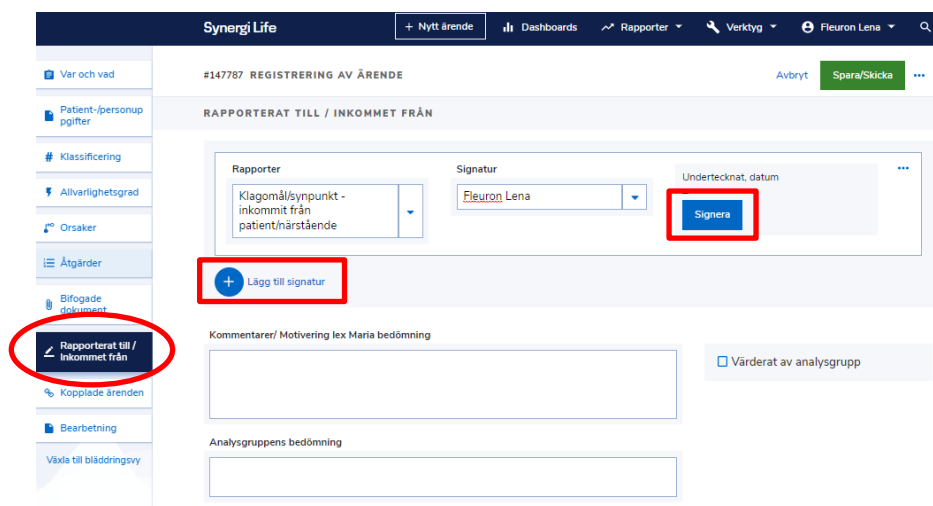 Synergi Life
+ Nytt ärende
Dashboards
Rapporter
Verktyg
Fleuron Lena
Var och vad
Patient-/personup
pgifter
# Klassificering
Allvarlighetsgrad
Orsaker
Åtgärder
Bifogade
dokument
Rapporterat till /
Inkommet från
Kopplade ärenden
Bearbetning
Växla till bläddringsvy
#147787 REGISTRERING AV ÄRENDE
Avbryt
Spara/Skicka
RAPPORTERAT TILL / INKOMMET FRÅN
Rapporter
Klagomål/synpunkt -
inkommit från
patient/närstående
Signatur
Fleuron Lena
Undertecknat, datum
–
Signera
+ Lägg till signatur
Kommentarer/ Motivering lex Maria bedömning
Värderat av analysgrupp
Analysgruppens bedömning